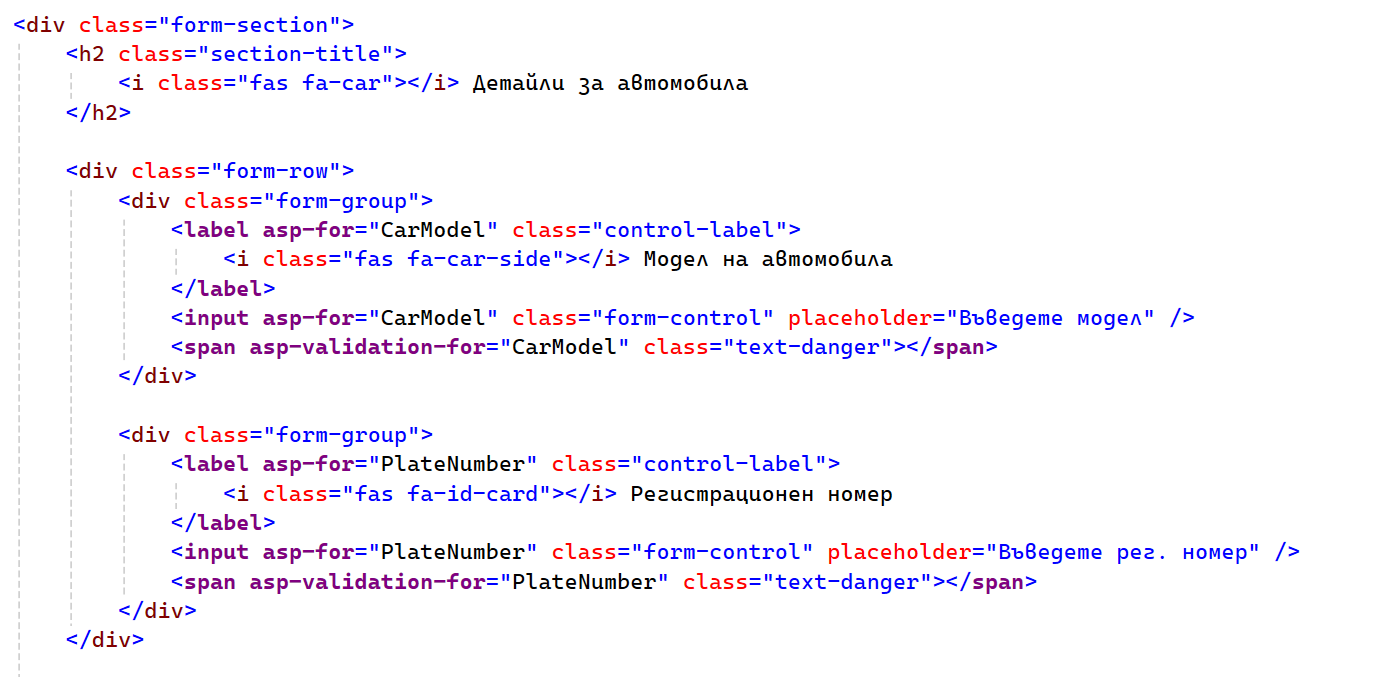 <div class="form-section">
<h2 class="section-title">
<i class="fas fa-car"></i> Детайли за автомобила
</h2>
<div class="form-row">
<div class="form-group">
<label asp-for="CarModel" class="control-label">
<i class="fas fa-car-side"></i> Модел на автомобила
</label>
<input asp-for="CarModel" class="form-control" placeholder="Въведете модел" />
<span asp-validation-for="CarModel" class="text-danger"></span>
</div>
<div class="form-group">
<label asp-for="PlateNumber" class="control-label">
<i class="fas fa-id-card"></i> Регистрационен номер
</label>
<input asp-for="PlateNumber" class="form-control" placeholder="Въведете рег. номер" />
<span asp-validation-for="PlateNumber" class="text-danger"></span>
</div>
</div>